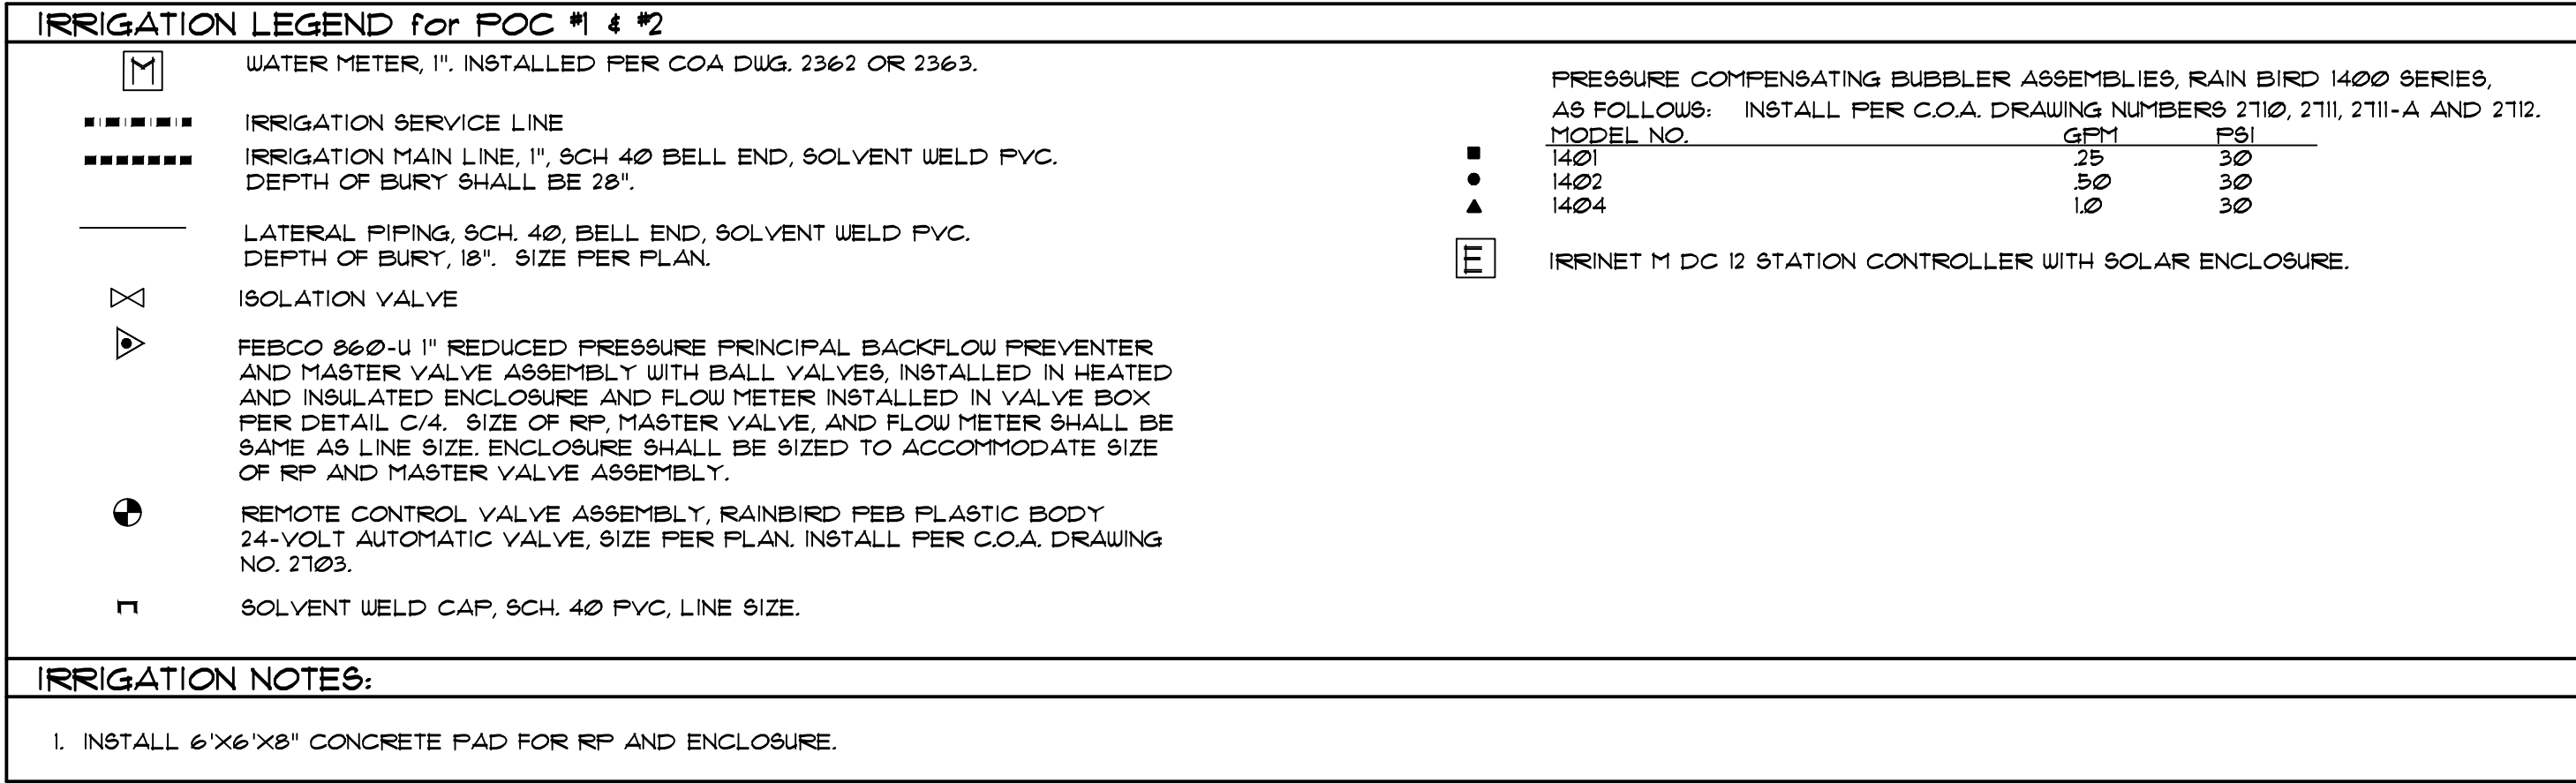 IRRIGATION LEGEND for POC #1 & #2
M
WATER METER, 1". INSTALLED PER COA DWG. 2362 OR 2363.
IRRIGATION SERVICE LINE
IRRIGATION MAIN LINE, 1", SCH 40 BELL END, SOLVENT WELD PVC.
DEPTH OF BURY SHALL BE 28".
LATERAL PIPING, SCH. 40, BELL END, SOLVENT WELD PVC.
DEPTH OF BURY, 18". SIZE PER PLAN.
ISOLATION VALVE
FEBCO 860-U 1" REDUCED PRESSURE PRINCIPAL BACKFLOW PREVENTER
AND MASTER VALVE ASSEMBLY WITH BALL VALVES, INSTALLED IN HEATED
AND INSULATED ENCLOSURE AND FLOW METER INSTALLED IN VALVE BOX
PER DETAIL C/4. SIZE OF RP, MASTER VALVE, AND FLOW METER SHALL BE
SAME AS LINE SIZE. ENCLOSURE SHALL BE SIZED TO ACCOMMODATE SIZE
OF RP AND MASTER VALVE ASSEMBLY.
REMOTE CONTROL VALVE ASSEMBLY, RAINBIRD PEB PLASTIC BODY
24-VOLT AUTOMATIC VALVE, SIZE PER PLAN. INSTALL PER C.O.A. DRAWING
NO. 2703.
SOLVENT WELD CAP, SCH. 40 PVC, LINE SIZE.
PRESSURE COMPENSATING BUBBLER ASSEMBLIES, RAIN BIRD 1400 SERIES,
AS FOLLOWS: INSTALL PER C.O.A. DRAWING NUMBERS 2710, 2711, 2711-A AND 2712.
MODEL NO. GPM PSI
1401 .25 30
1402 .50 30
1404 1.0 30
E
IRRINET M DC 12 STATION CONTROLLER WITH SOLAR ENCLOSURE.
IRRIGATION NOTES:
1. INSTALL 6'X6'X8" CONCRETE PAD FOR RP AND ENCLOSURE.